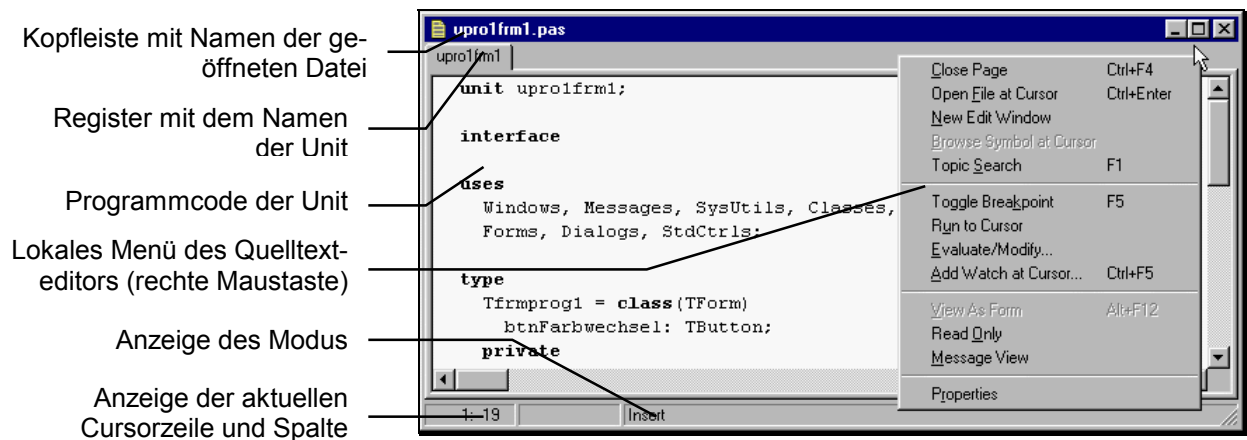 Kopfleiste mit Namen der ge-
öffneten Datei
Register mit dem Namen
der Unit
Programmcode der Unit
Lokales Menü des Quelltext-
editors (rechte Maustaste)
Anzeige des Modus
Anzeige der aktuellen
Cursorzeile und Spalte
upro1frm1.pas
upro1frm1
unit upro1frm1;
interface
uses
Windows, Messages, SysUtils, Classes,
Forms, Dialogs, StdCtrls;
type
Tfrmprog1 = class(TForm)
btnFarbwechsel: TButton;
private
1: 19 Insert
Close Page Ctrl+F4
Open File at Cursor Ctrl+Enter
New Edit Window
Browse Symbol at Cursor
Topic Search F1
Toggle Breakpoint F5
Run to Cursor
Evaluate/Modify...
Add Watch at Cursor... Ctrl+F5
View As Form Alt+F12
Read Only
Message View
Properties